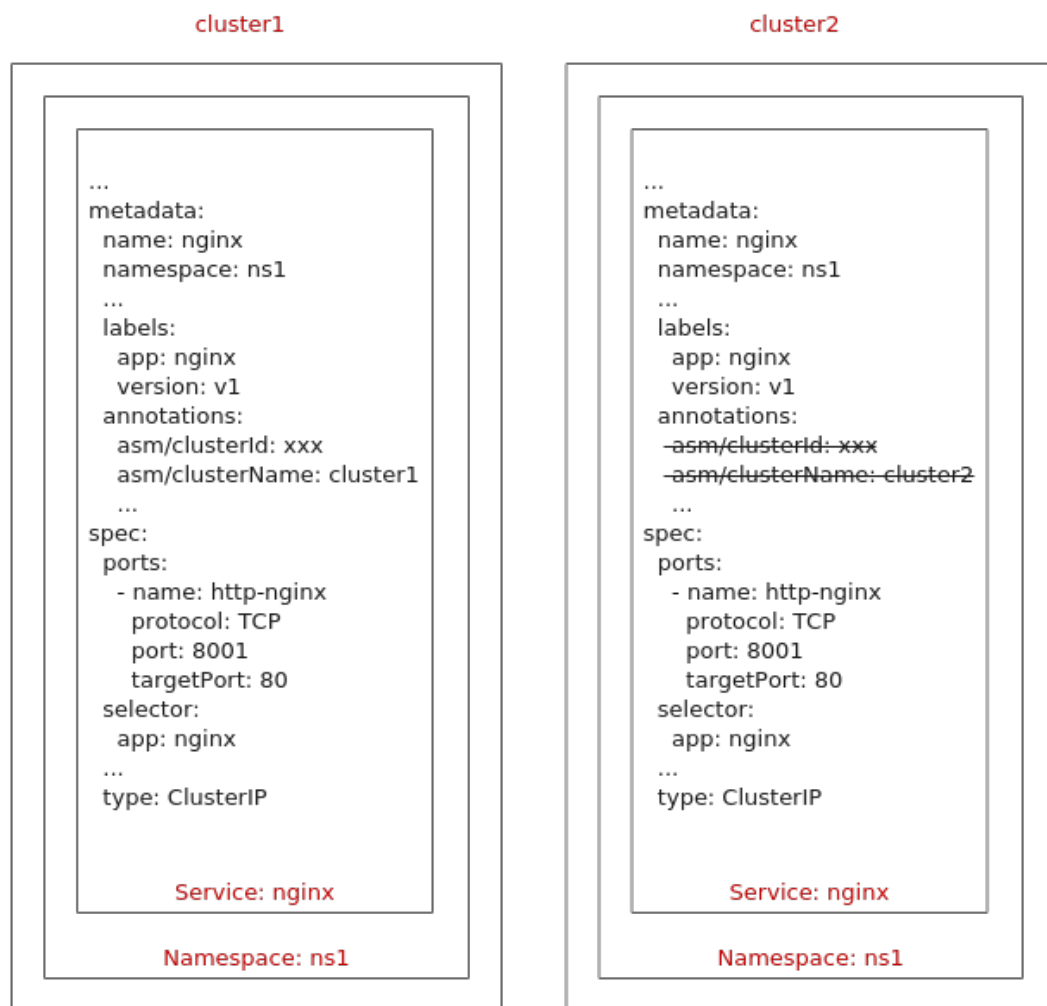 cluster1
...
metadata:
  name: nginx
  namespace: ns1
  ...
  labels:
    app: nginx
    version: v1
  annotations:
    asm/clusterId: xxx
    asm/clusterName: cluster1
    ...
spec:
  ports:
    - name: http-nginx
      protocol: TCP
      port: 8001
      targetPort: 80
  selector:
    app: nginx
  ...
  type: ClusterIP
Service: nginx
Namespace: ns1
cluster2
...
metadata:
  name: nginx
  namespace: ns1
  ...
  labels:
    app: nginx
    version: v1
  annotations:
    asm/clusterId: xxx
    asm/clusterName: cluster2
    ...
spec:
  ports:
    - name: http-nginx
      protocol: TCP
      port: 8001
      targetPort: 80
  selector:
    app: nginx
  ...
  type: ClusterIP
Service: nginx
Namespace: ns1